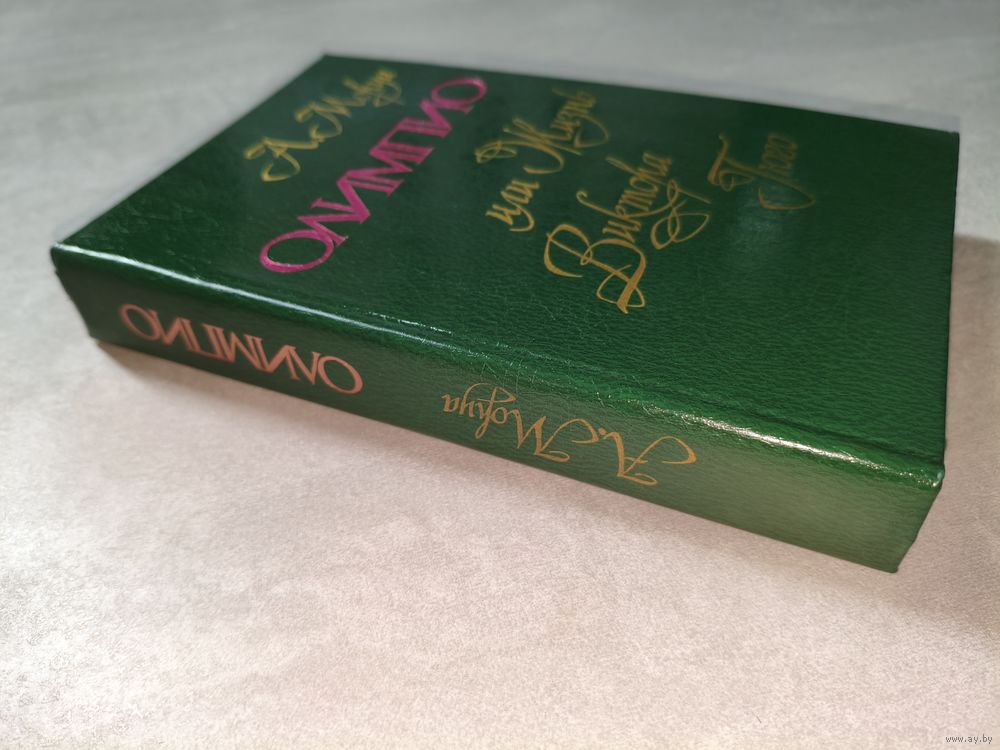 А. Моруа
ОЛИМПИО
или Жизнь
Виктора
Гюго
ОЛИМПИО
А. Моруа
www.ay.by